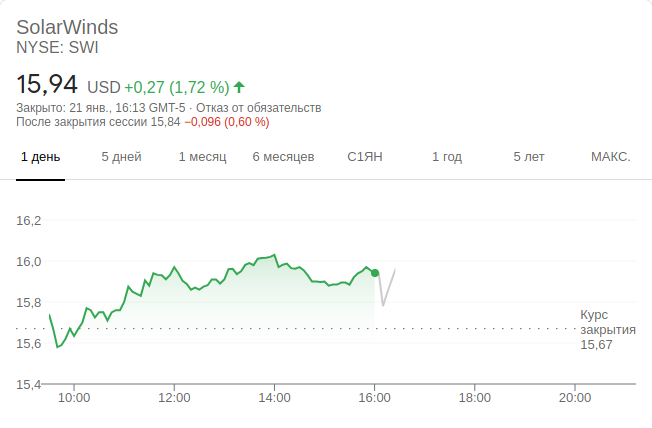 SolarWinds
NYSE: SWI
15,94 USD +0,27 (1,72 %)
Закрыто: 21 янв., 16:13 GMT-5 · Отказ от обязательств
После закрытия сессии 15,84 −0,096 (0,60 %)
1 день 5 дней 1 месяц 6 месяцев С1ЯН 1 год 5 лет МАКС.
16,2
16,0
15,8
Курс
закрытия
15,67
15,6
15,4
10:00 12:00 14:00 16:00 18:00 20:00